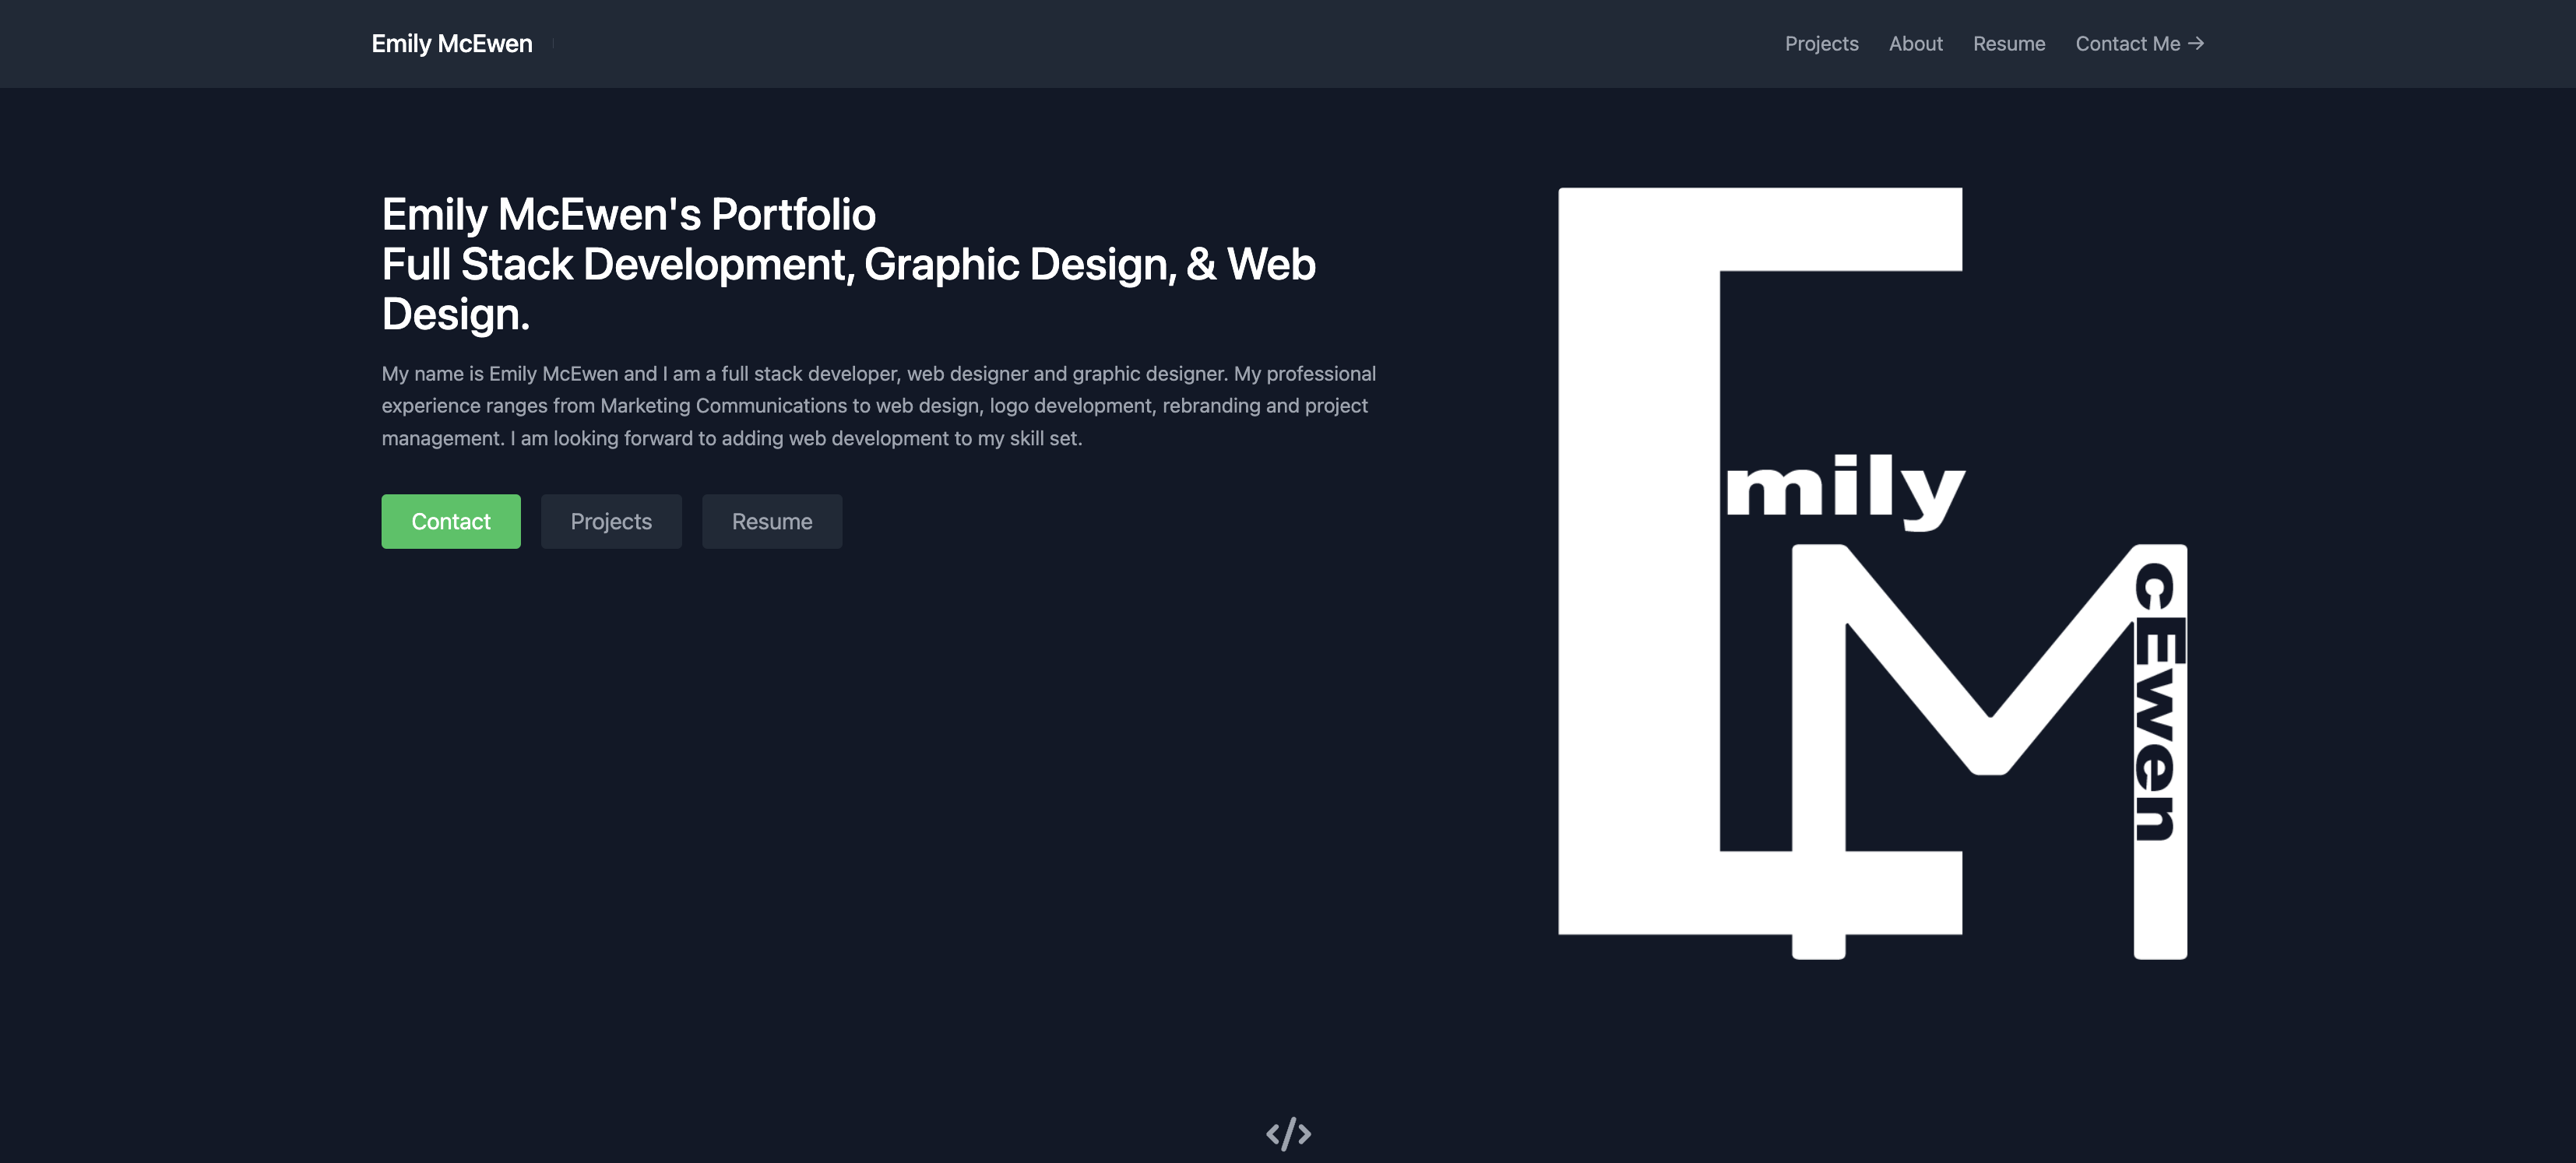 Emily McEwen
Projects About Resume Contact Me →
Emily McEwen's Portfolio
Full Stack Development, Graphic Design, & Web
Design.
My name is Emily McEwen and I am a full stack developer, web designer and graphic designer. My professional
experience ranges from Marketing Communications to web design, logo development, rebranding and project
management. I am looking forward to adding web development to my skill set.
Contact Projects Resume
Emily
McEwen
</>